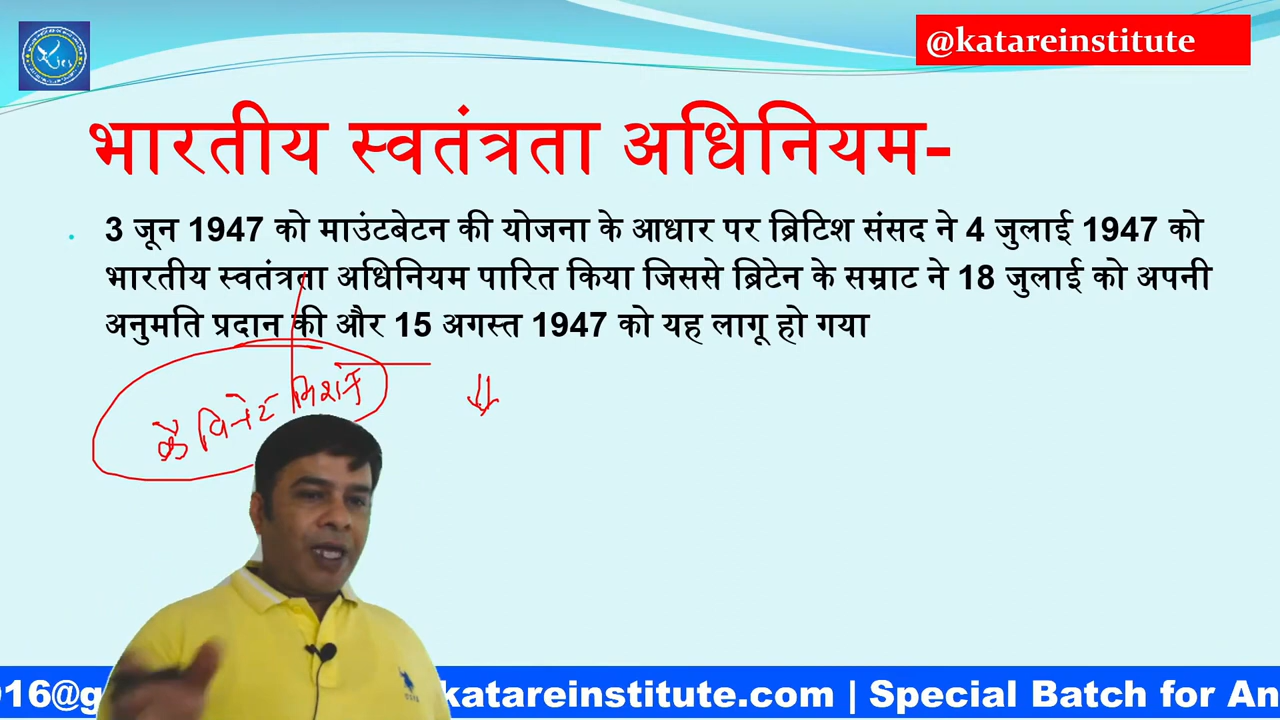 @katareinstitute
भारतीय स्वतंत्रता अधिनियम-
3 जून 1947 को माउंटबेटन की योजना के आधार पर ब्रिटिश संसद ने 4 जुलाई 1947 को
भारतीय स्वतंत्रता अधिनियम पारित किया जिससे ब्रिटेन के सम्राट ने 18 जुलाई को अपनी
अनुमति प्रदान की और 15 अगस्त 1947 को यह लागू हो गया
कैविनेट मिशन
katareinstitute.com | Special Batch for An